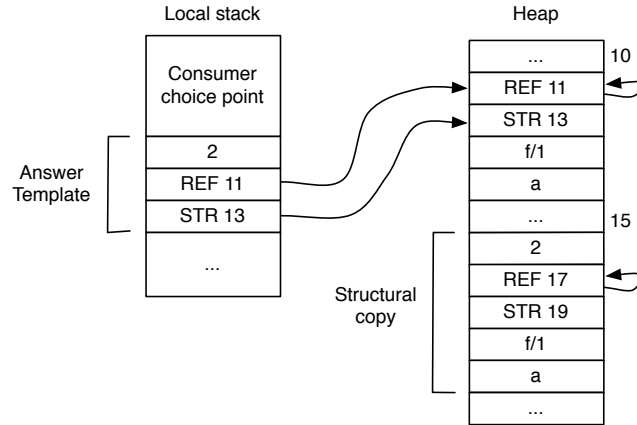 Local stack
Consumer
choice point
2
REF 11
STR 13
...
Answer
Template
Heap
...
10
REF 11
STR 13
f/1
a
...
15
2
REF 17
STR 19
f/1
a
...
Structural
copy